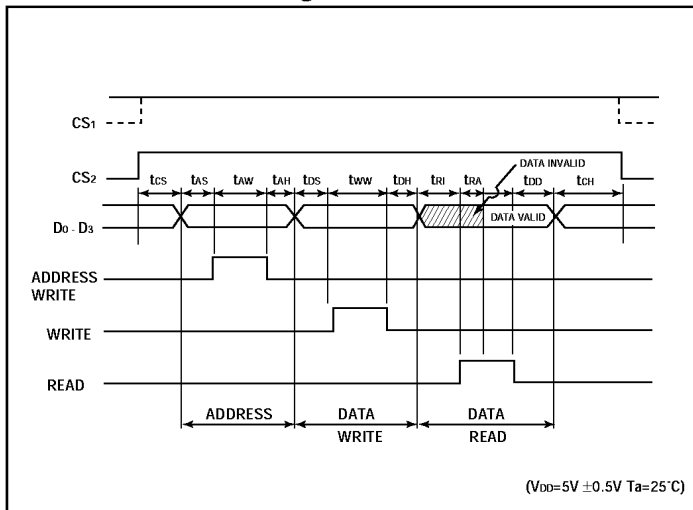 CS1
CS2
tCS tAS tAW tAH tDS tWW tDH tRI tRA tDD tCH
DATA INVALID
D0 - D3
DATA VALID
ADDRESS
WRITE
WRITE
READ
ADDRESS DATA DATA
WRITE READ
(VDD=5V ±0.5V Ta=25°C)